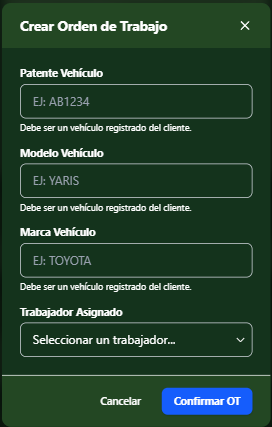 Crear Orden de Trabajo
Patente Vehículo
EJ: AB1234
Debe ser un vehículo registrado del cliente.
Modelo Vehículo
EJ: YARIS
Debe ser un vehículo registrado del cliente.
Marca Vehículo
EJ: TOYOTA
Debe ser un vehículo registrado del cliente.
Trabajador Asignado
Seleccionar un trabajador...
Cancelar
Confirmar OT